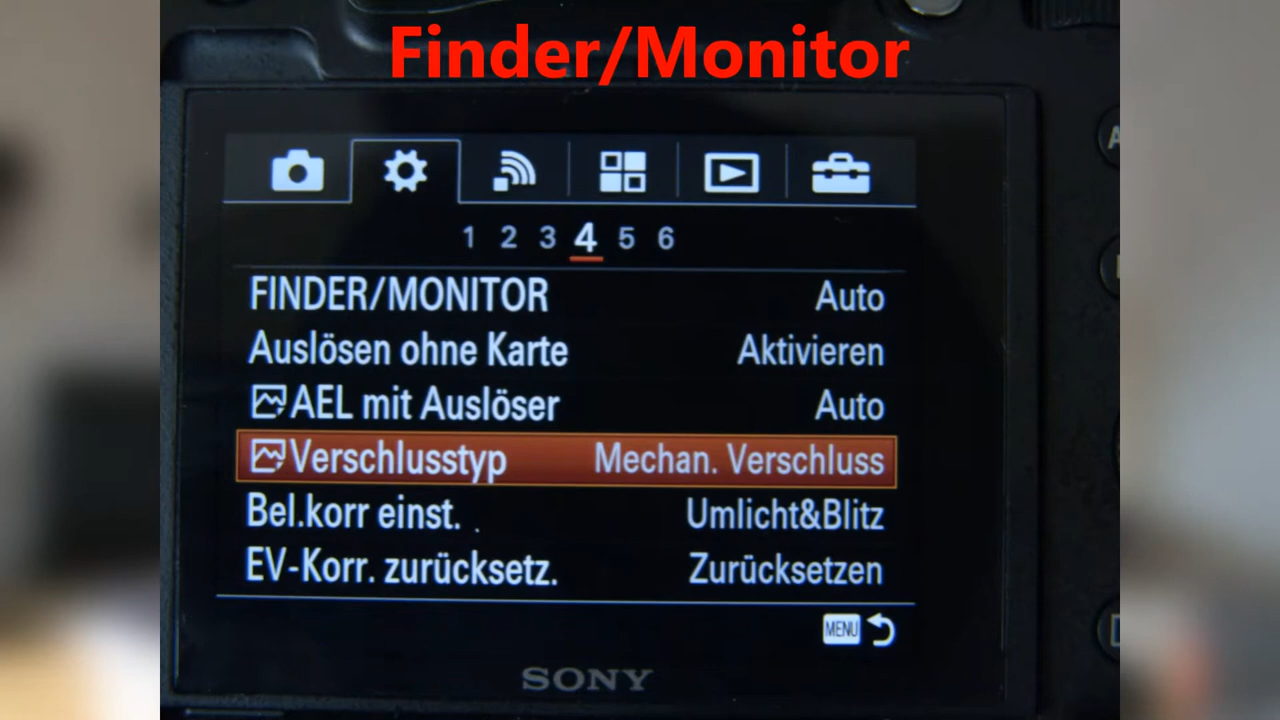 Finder/Monitor
1 2 3 4 5 6
FINDER/MONITOR Auto
Auslösen ohne Karte Aktivieren
AEL mit Auslöser Auto
Verschlusstyp Mechan. Verschluss
Bel.korr einst. Umlicht&Blitz
EV-Korr. zurücksetz. Zurücksetzen
MENU
SONY